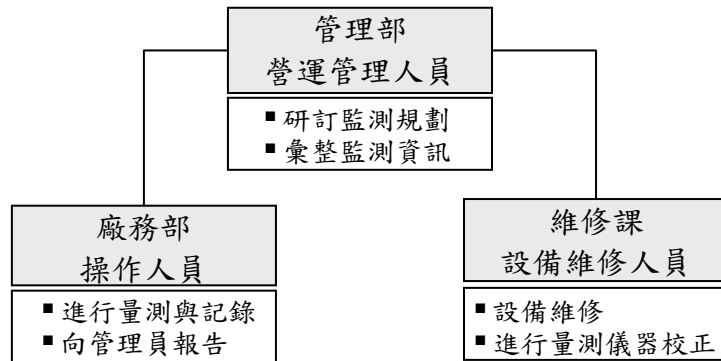 管理部
營運管理人員
▪ 研訂監測規劃
▪ 彙整監測資訊
廠務部
操作人員
▪ 進行量測與記錄
▪ 向管理員報告
維修課
設備維修人員
▪ 設備維修
▪ 進行量測儀器校正